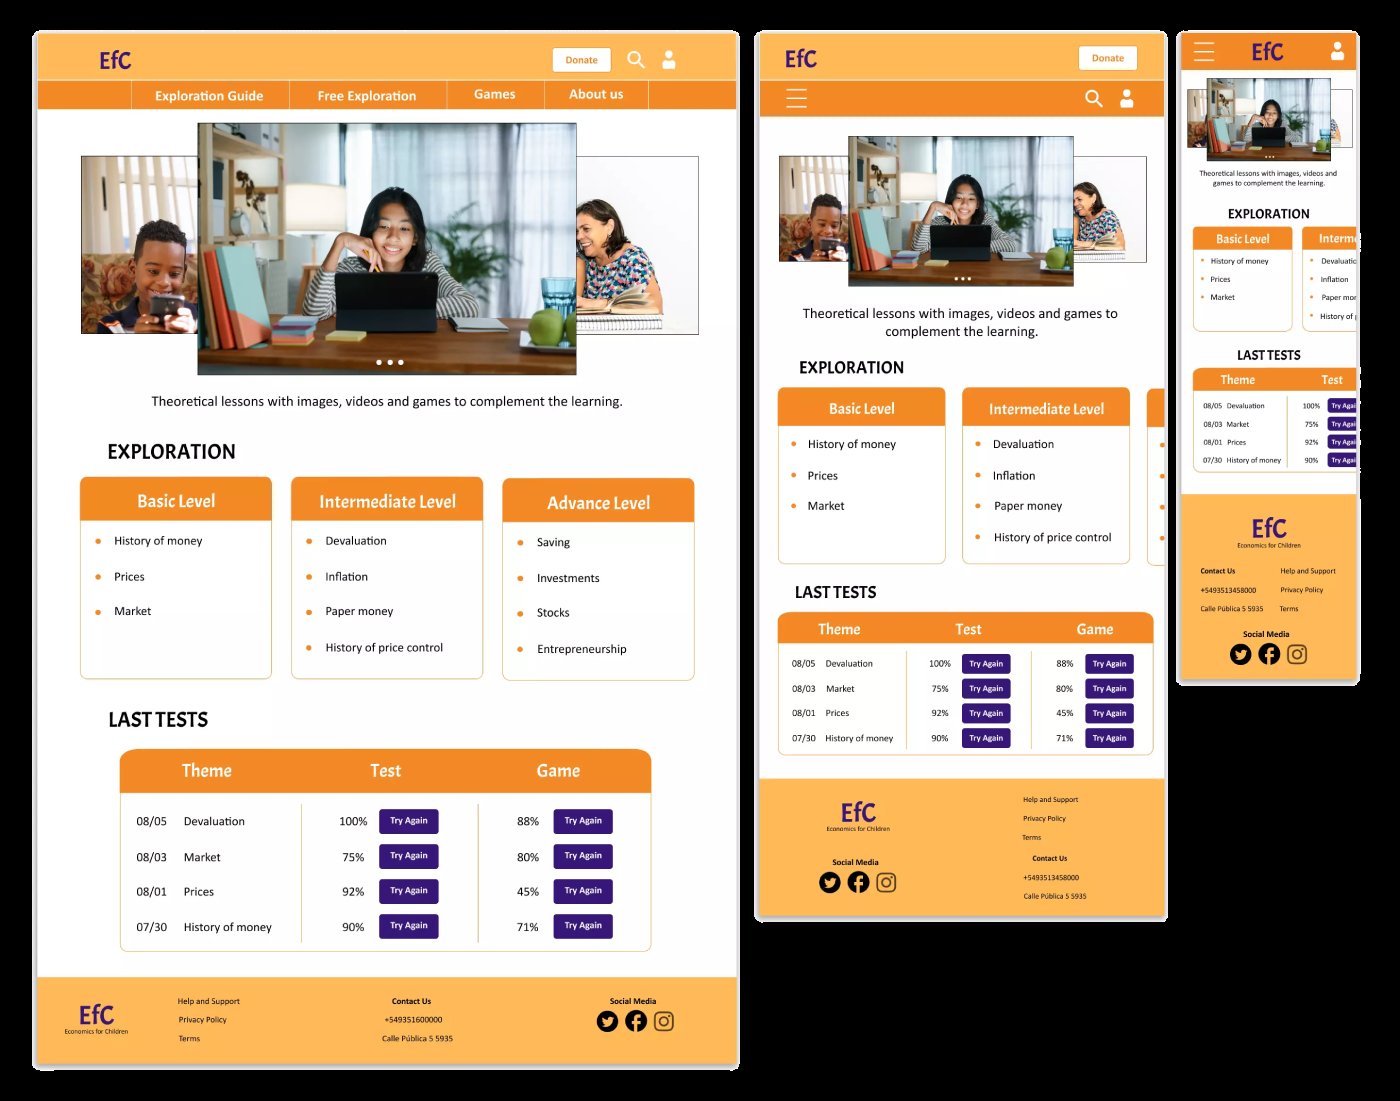 EfC
Donate
Exploration Guide
Free Exploration
Games
About us
Theoretical lessons with images, videos and games to complement the learning.
EXPLORATION
Basic Level
History of money
Prices
Market
Intermediate Level
Devaluation
Inflation
Paper money
History of price control
Advance Level
Saving
Investments
Stocks
Entrepreneurship
LAST TESTS
Theme Test Game
08/05 Devaluation 100% Try Again 88% Try Again
08/03 Market 75% Try Again 80% Try Again
08/01 Prices 92% Try Again 45% Try Again
07/30 History of money 90% Try Again 71% Try Again
EfC
Economics for Children
Help and Support
Privacy Policy
Terms
Contact Us
+549351600000
Calle Pública 5 5935
Social Media
EfC
Donate
Theoretical lessons with images, videos and games to
complement the learning.
EXPLORATION
Basic Level
History of money
Prices
Market
Intermediate Level
Devaluation
Inflation
Paper money
History of price control
LAST TESTS
Theme Test Game
08/05 Devaluation 100% Try Again 88% Try Again
08/03 Market 75% Try Again 80% Try Again
08/01 Prices 92% Try Again 45% Try Again
07/30 History of money 90% Try Again 71% Try Again
EfC
Economics for Children
Social Media
Help and Support
Privacy Policy
Terms
Contact Us
+5493513458000
Calle Pública 5 5935
EfC
Theoretical lessons with images, videos and
games to complement the learning.
EXPLORATION
Basic Level
History of money
Prices
Market
Interme
Devaluatio
Inflation
Paper mon
History of
LAST TESTS
Theme Test
08/05 Devaluation 100% Try Again
08/03 Market 75% Try Again
08/01 Prices 92% Try Again
07/30 History of money 90% Try Again
EfC
Economics for Children
Contact Us
+5493513458000
Calle Pública 5 5935
Help and Support
Privacy Policy
Terms
Social Media